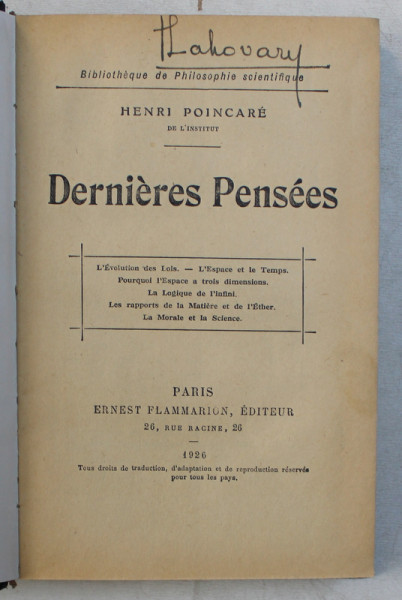 Lahovary
Bibliothèque de Philosophie scientifique
HENRI POINCARÉ
DE L'INSTITUT
Dernières Pensées
L'Évolution des Lois. — L'Espace et le Temps.
Pourquoi l'Espace a trois dimensions.
La Logique de l'infini.
Les rapports de la Matière et de l'Éther.
La Morale et la Science.
PARIS
ERNEST FLAMMARION, ÉDITEUR
26, RUE RACINE, 26
1926
Tous droits de traduction, d'adaptation et de reproduction réservés
pour tous les pays.